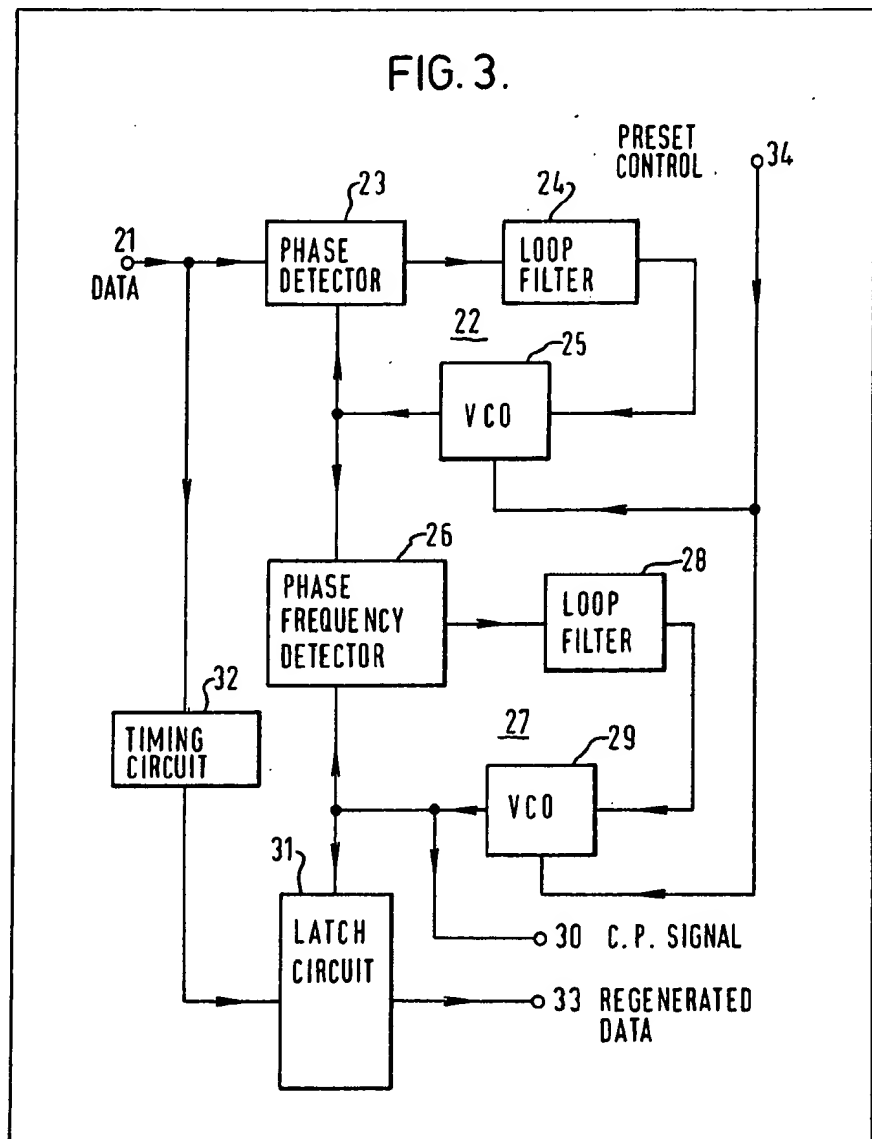 FIG. 3.
PRESET
CONTROL
34
23
24
21
DATA
PHASE
DETECTOR
LOOP
FILTER
22
25
VCO
26
28
PHASE
FREQUENCY
DETECTOR
LOOP
FILTER
32
27
29
TIMING
CIRCUIT
VCO
31
LATCH
CIRCUIT
30 C.P. SIGNAL
33 REGENERATED
DATA